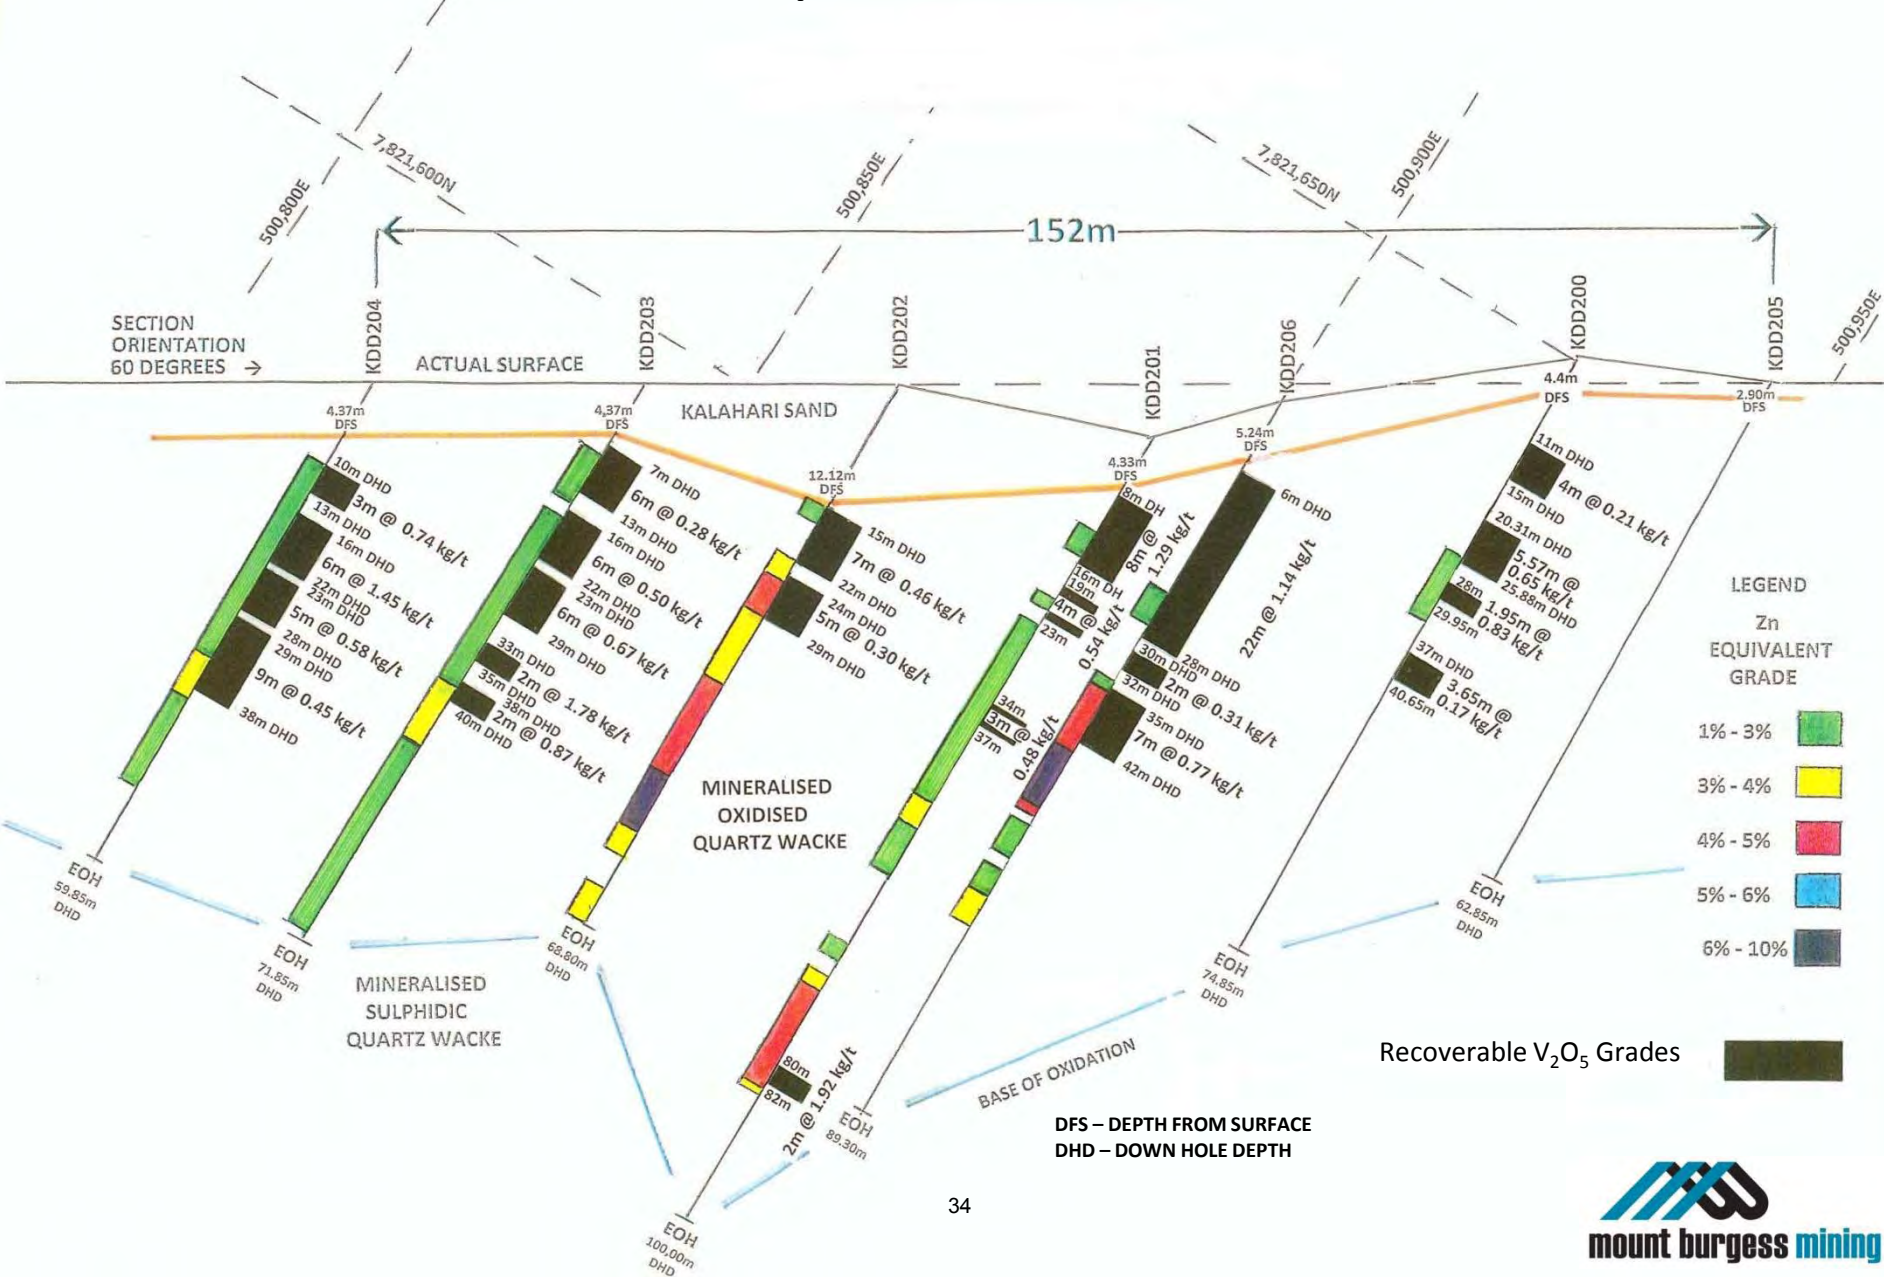 7,821,600N
500,800E
500,850E
7,821,650N
500,900E
500,950E
152m
SECTION
ORIENTATION
60 DEGREES →
ACTUAL SURFACE
KALAHARI SAND
KDD204
KDD203
KDD202
KDD201
KDD206
KDD200
KDD205
4.37m
DFS
10m DHD
3m @ 0.74 kg/t
13m DHD
16m DHD
6m @ 1.45 kg/t
22m DHD
23m DHD
5m @ 0.58 kg/t
28m DHD
29m DHD
9m @ 0.45 kg/t
38m DHD
EOH
59.85m
DHD
4,37m
DFS
7m DHD
6m @ 0.28 kg/t
13m DHD
16m DHD
6m @ 0.50 kg/t
22m DHD
23m DHD
6m @ 0.67 kg/t
29m DHD
33m DHD
2m @ 1.78 kg/t
35m DHD
38m DHD
2m @ 0.87 kg/t
40m DHD
EOH
71.85m
DHD
12.12m
DFS
15m DHD
7m @ 0.46 kg/t
22m DHD
24m DHD
5m @ 0.30 kg/t
29m DHD
EOH
68.80m
DHD
4.33m
DFS
8m DH
8m @
1.29 kg/t
16m DH
19m
4m @
0.54 kg/t
23m
34m
3m @
0.48 kg/t
37m
80m
82m
2m @ 1.92 kg/t
EOH
100,00m
DHD
5.24m
DFS
6m DHD
22m @ 1.14 kg/t
28m DHD
30m DHD
2m @ 0.31 kg/t
32m DHD
35m DHD
7m @ 0.77 kg/t
42m DHD
EOH
89.30m
4.4m
DFS
11m DHD
4m @ 0.21 kg/t
15m DHD
20.31m DHD
5.57m @
0.65 kg/t
25.88m DHD
28m
1.95m @
0.83 kg/t
29.95m
37m DHD
3.65m @
0.17 kg/t
40.65m
EOH
74.85m
DHD
2.90m
DFS
EOH
62.85m
DHD
MINERALISED
OXIDISED
QUARTZ WACKE
MINERALISED
SULPHIDIC
QUARTZ WACKE
BASE OF OXIDATION
LEGEND
Zn
EQUIVALENT
GRADE
1% - 3%
3% - 4%
4% - 5%
5% - 6%
6% - 10%
Recoverable V₂O₅ Grades
DFS – DEPTH FROM SURFACE
DHD – DOWN HOLE DEPTH
34
mount burgess mining